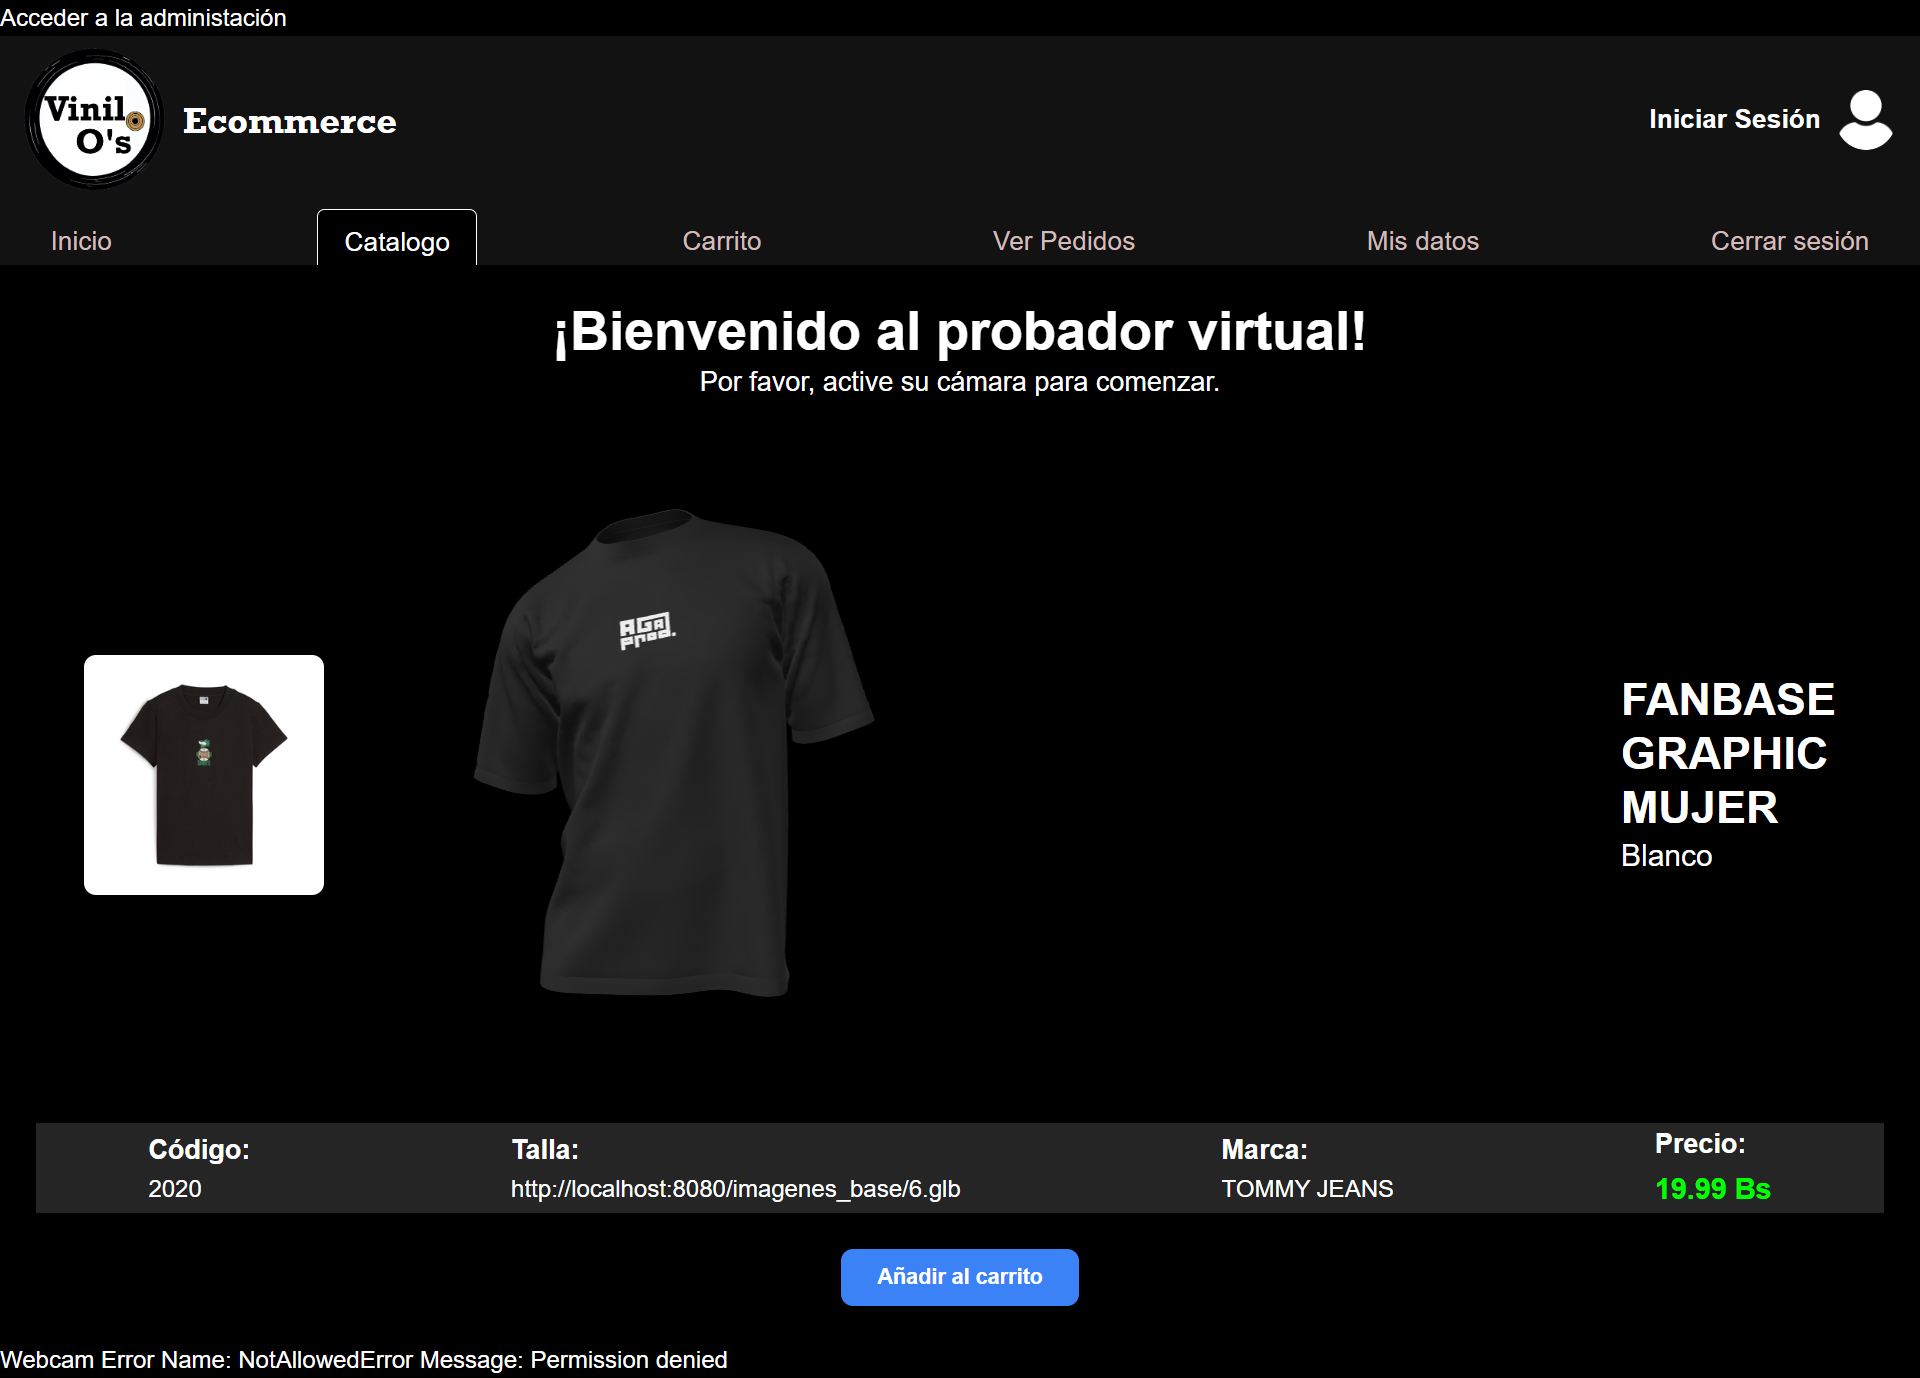 Acceder a la administación
Vinil
O's
Ecommerce
Iniciar Sesión
Inicio
Catalogo
Carrito
Ver Pedidos
Mis datos
Cerrar sesión
¡Bienvenido al probador virtual!
Por favor, active su cámara para comenzar.
AGA
prod.
FANBASE
GRAPHIC
MUJER
Blanco
Código:
2020
Talla:
http://localhost:8080/imagenes_base/6.glb
Marca:
TOMMY JEANS
Precio:
19.99 Bs
Añadir al carrito
Webcam Error Name: NotAllowedError Message: Permission denied